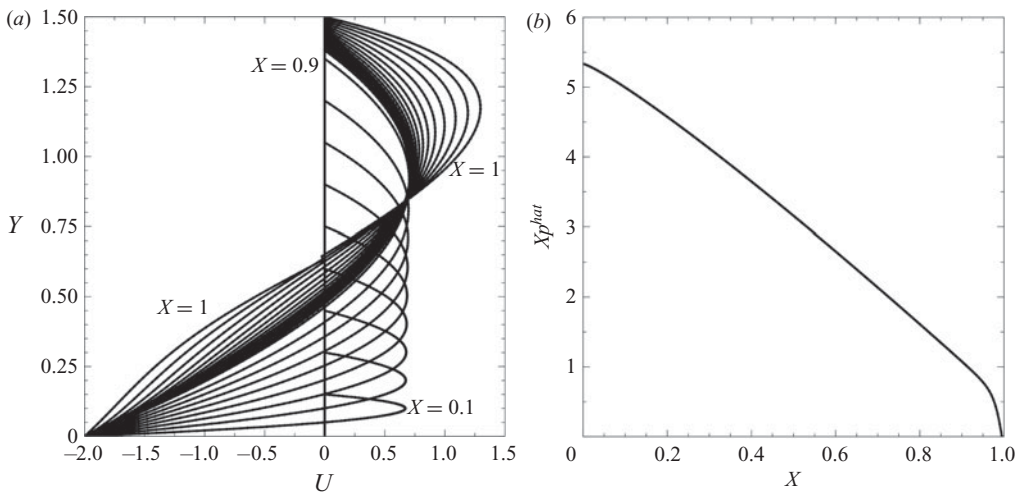 (a)
1.50
1.25
1.00
0.75
0.50
0.25
0
Y
X = 0.9
X = 1
X = 1
X = 0.1
–2.0 –1.5 –1.0 –0.5 0 0.5 1.0 1.5
U
(b)
6
5
4
3
2
1
0
Xp^hat
0.2 0.4 0.6 0.8 1.0
X